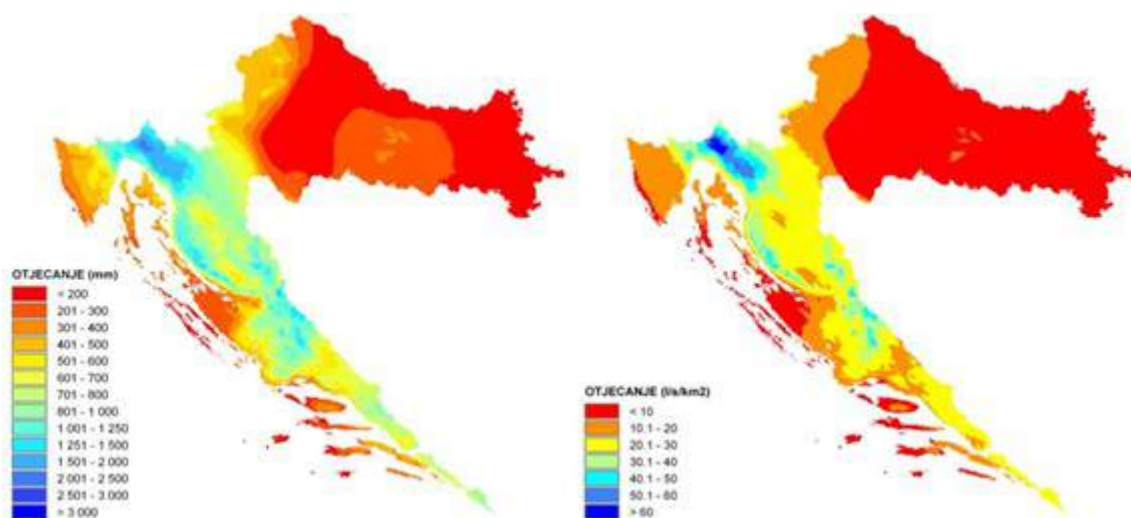 OTJECANJE (mm)
< 200
201 - 300
301 - 400
401 - 500
501 - 600
601 - 700
701 - 800
801 - 1 000
1 001 - 1 250
1 251 - 1 500
1 501 - 2 000
2 001 - 2 500
2 501 - 3 000
> 3 000
OTJECANJE (l/s/km2)
< 10
10.1 - 20
20.1 - 30
30.1 - 40
40.1 - 50
50.1 - 60
> 60